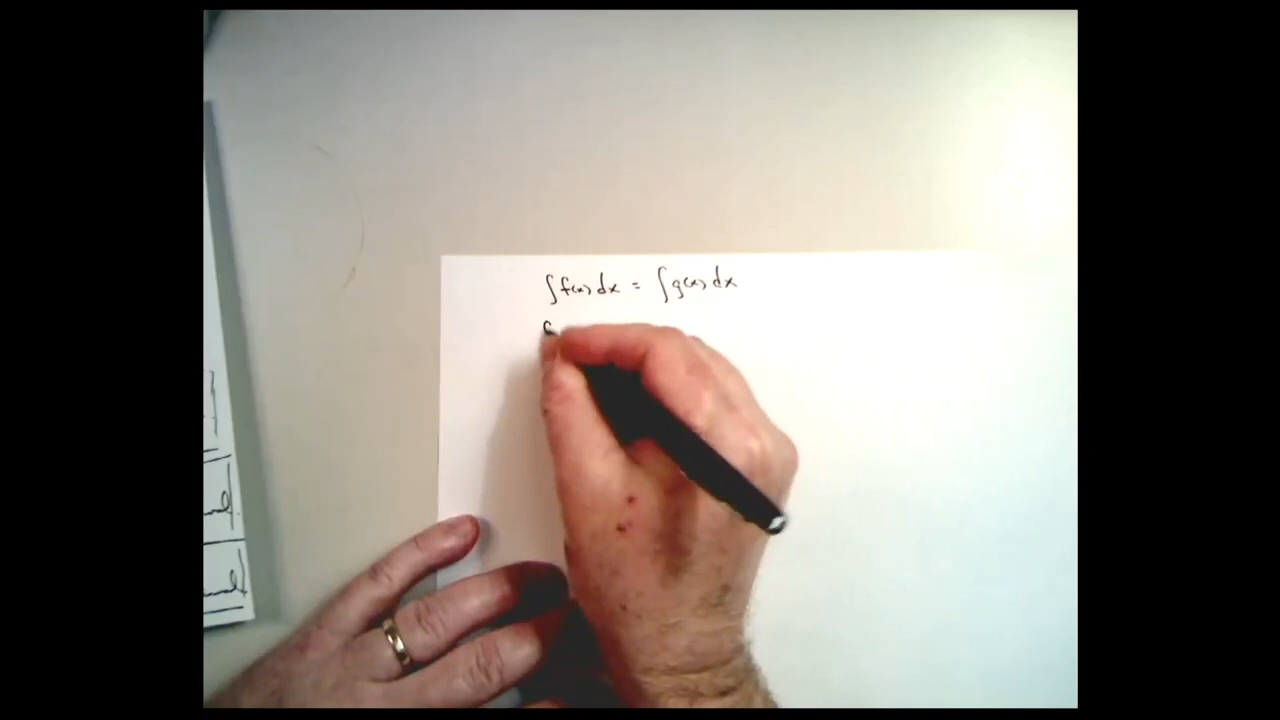 ∫f(x)dx = ∫g(x)dx